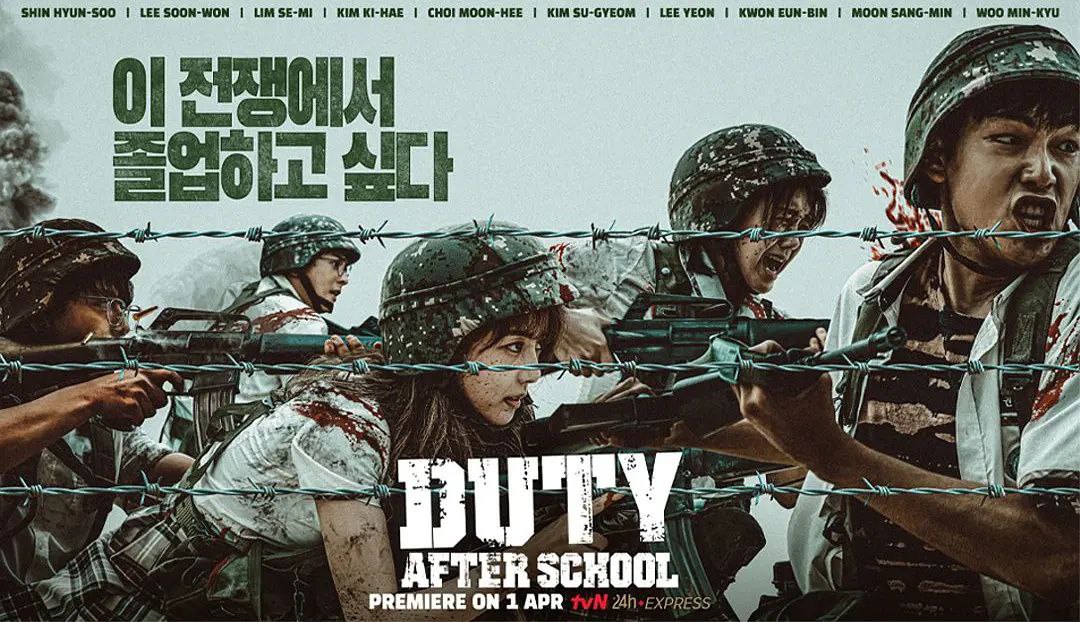 SHIN HYUN-SOO | LEE SOON-WON | LIM SE-MI | KIM KI-HAE | CHOI MOON-HEE | KIM SU-GYEOM | LEE YEON | KWON EUN-BIN | MOON SANG-MIN | WOO MIN-KYU
이 전쟁에서
졸업하고 싶다
DUTY
AFTER SCHOOL
PREMIERE ON 1 APR tvN 24h EXPRESS